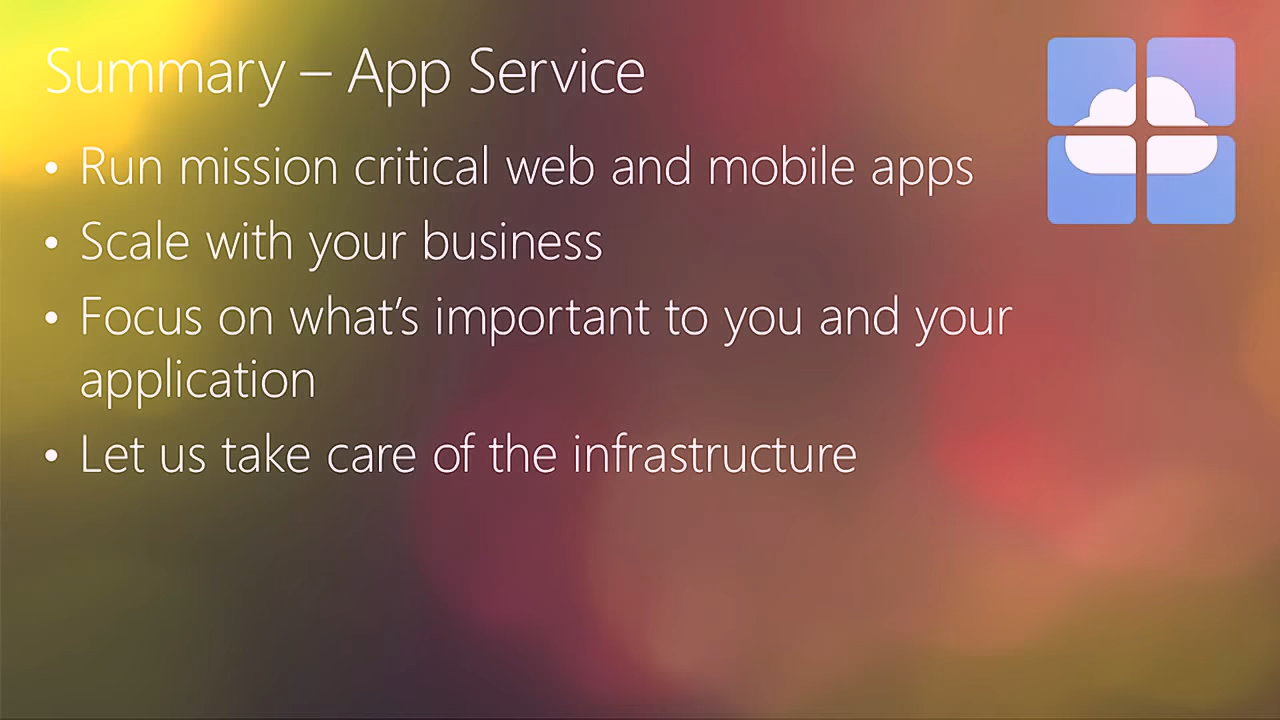 Summary – App Service
• Run mission critical web and mobile apps
• Scale with your business
• Focus on what’s important to you and your
application
• Let us take care of the infrastructure